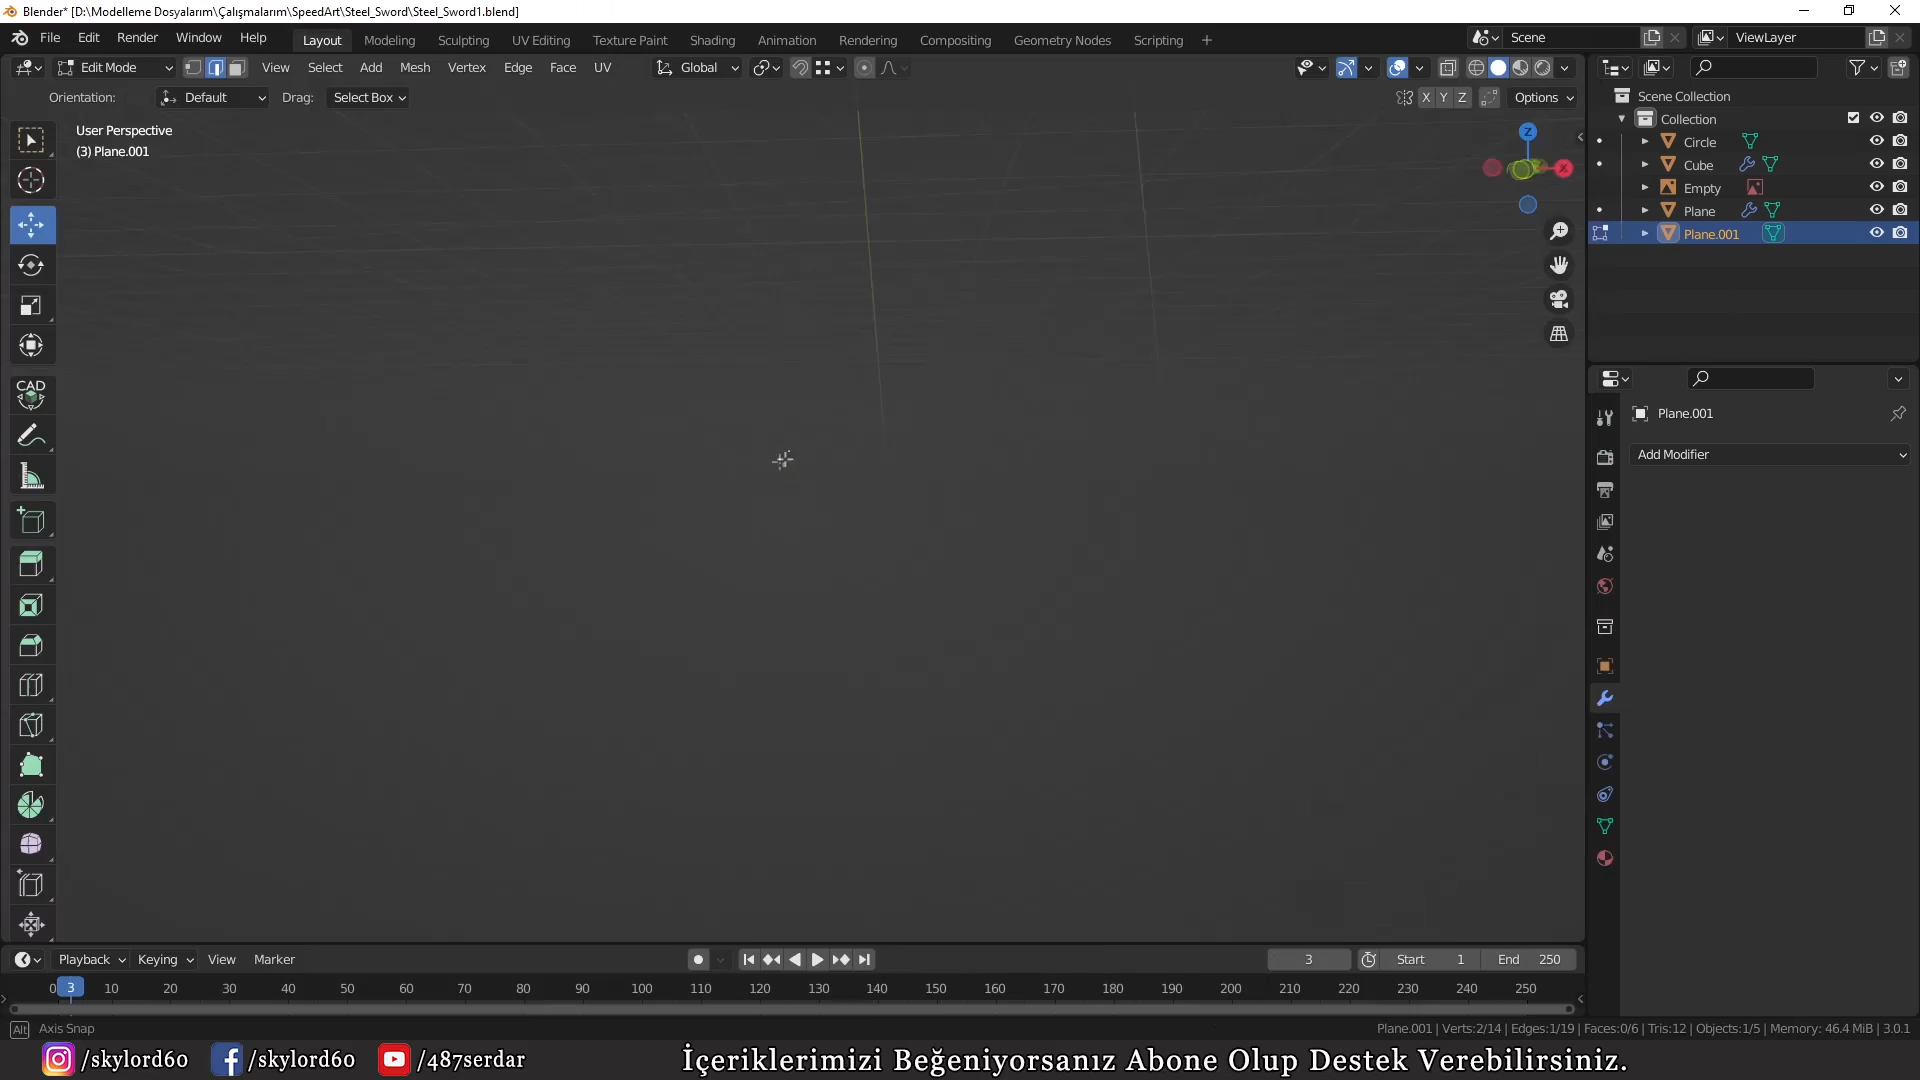 Blender* [D:\Modelleme Dosyalarım\Çalışmalarım\SpeedArt\Steel_Sword\Steel_Sword1.blend]
File Edit Render Window Help Layout Modeling Sculpting UV Editing Texture Paint Shading Animation Rendering Compositing Geometry Nodes Scripting + Scene ViewLayer
Edit Mode View Select Add Mesh Vertex Edge Face UV Global
Orientation: Default Drag: Select Box X Y Z Options
User Perspective
(3) Plane.001
Z
X
CAD
Scene Collection
Collection
Circle
Cube
Empty
Plane
Plane.001
Plane.001
Add Modifier
Playback Keying View Marker 3 Start 1 End 250
0 3 10 20 30 40 50 60 70 80 90 100 110 120 130 140 150 160 170 180 190 200 210 220 230 240 250
Alt Axis Snap Plane.001 | Verts:2/14 | Edges:1/19 | Faces:0/6 | Tris:12 | Objects:1/5 | Memory: 46.4 MiB | 3.0.1
/skylord60 /skylord60 /487serdar İçeriklerimizi Beğeniyorsanız Abone Olup Destek Verebilirsiniz.